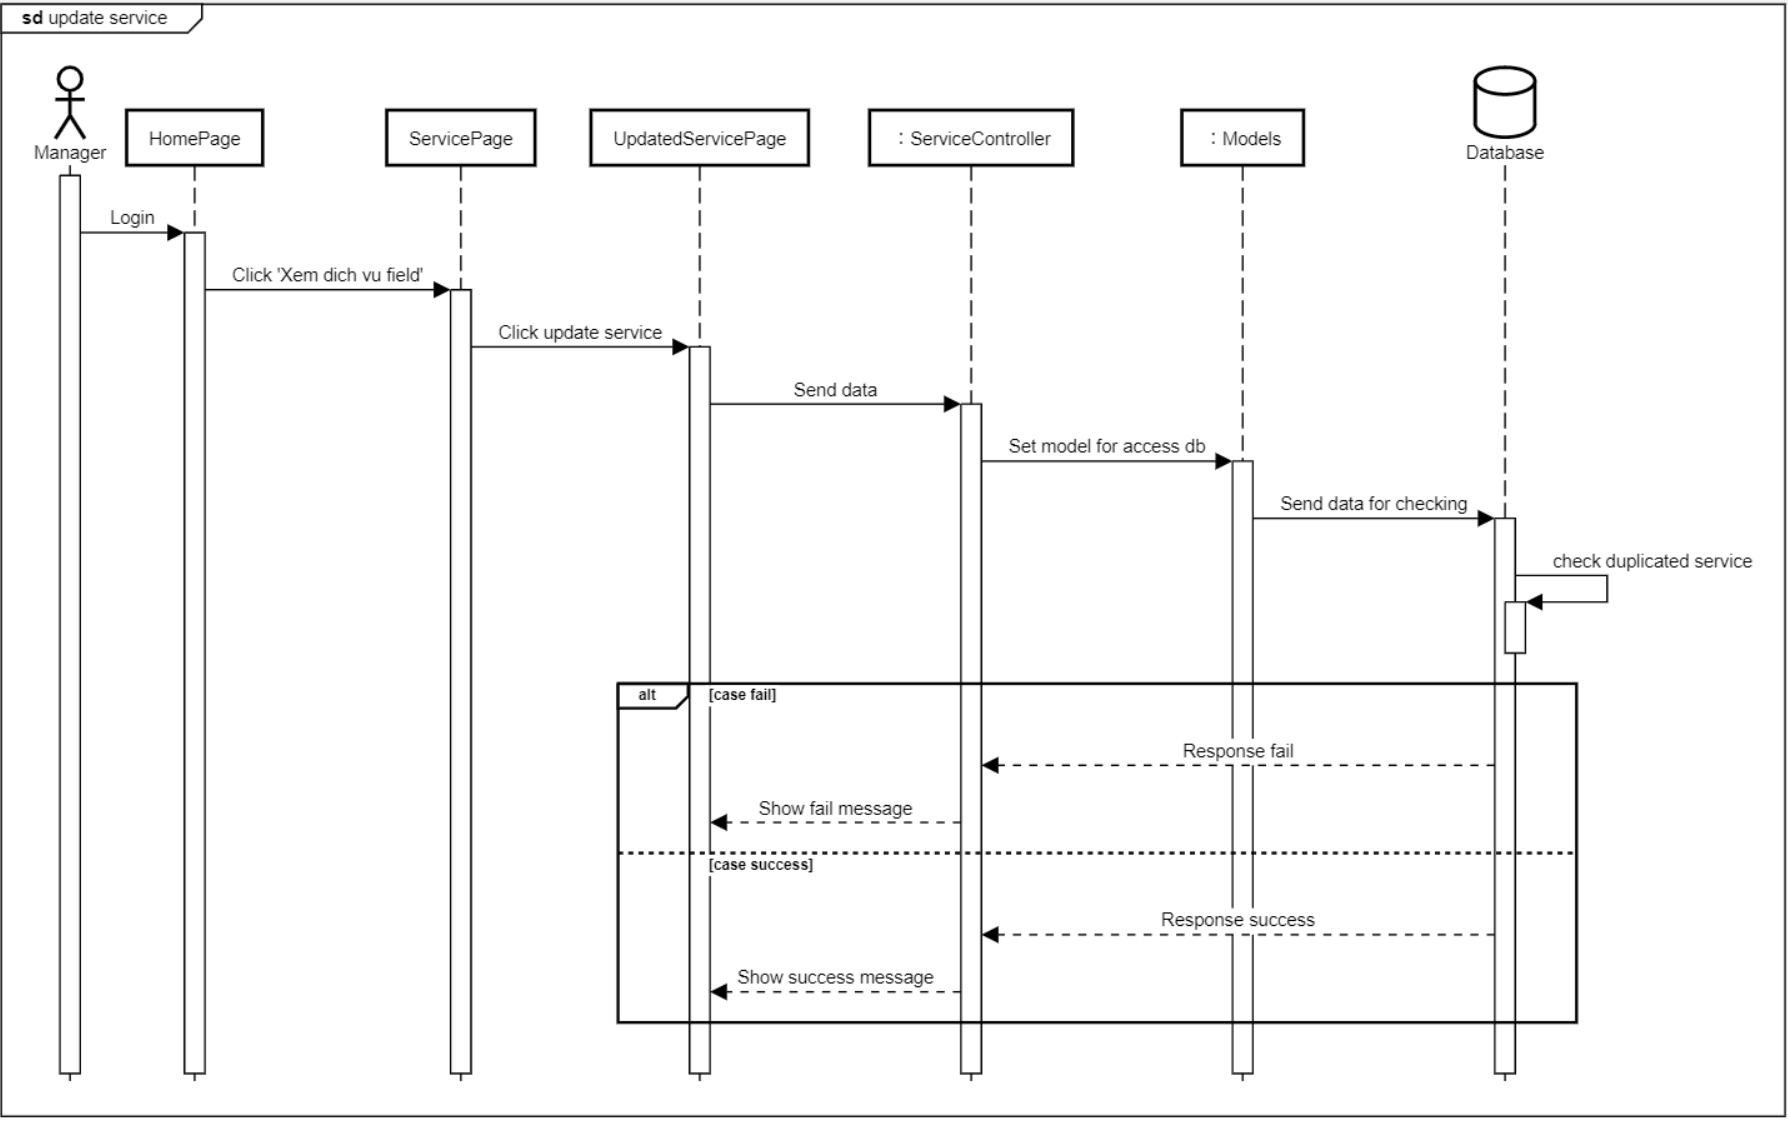 sd update service
Manager
HomePage
ServicePage
UpdatedServicePage
: ServiceController
: Models
Database
Login
Click 'Xem dich vu field'
Click update service
Send data
Set model for access db
Send data for checking
check duplicated service
alt
[case fail]
Response fail
Show fail message
[case success]
Response success
Show success message